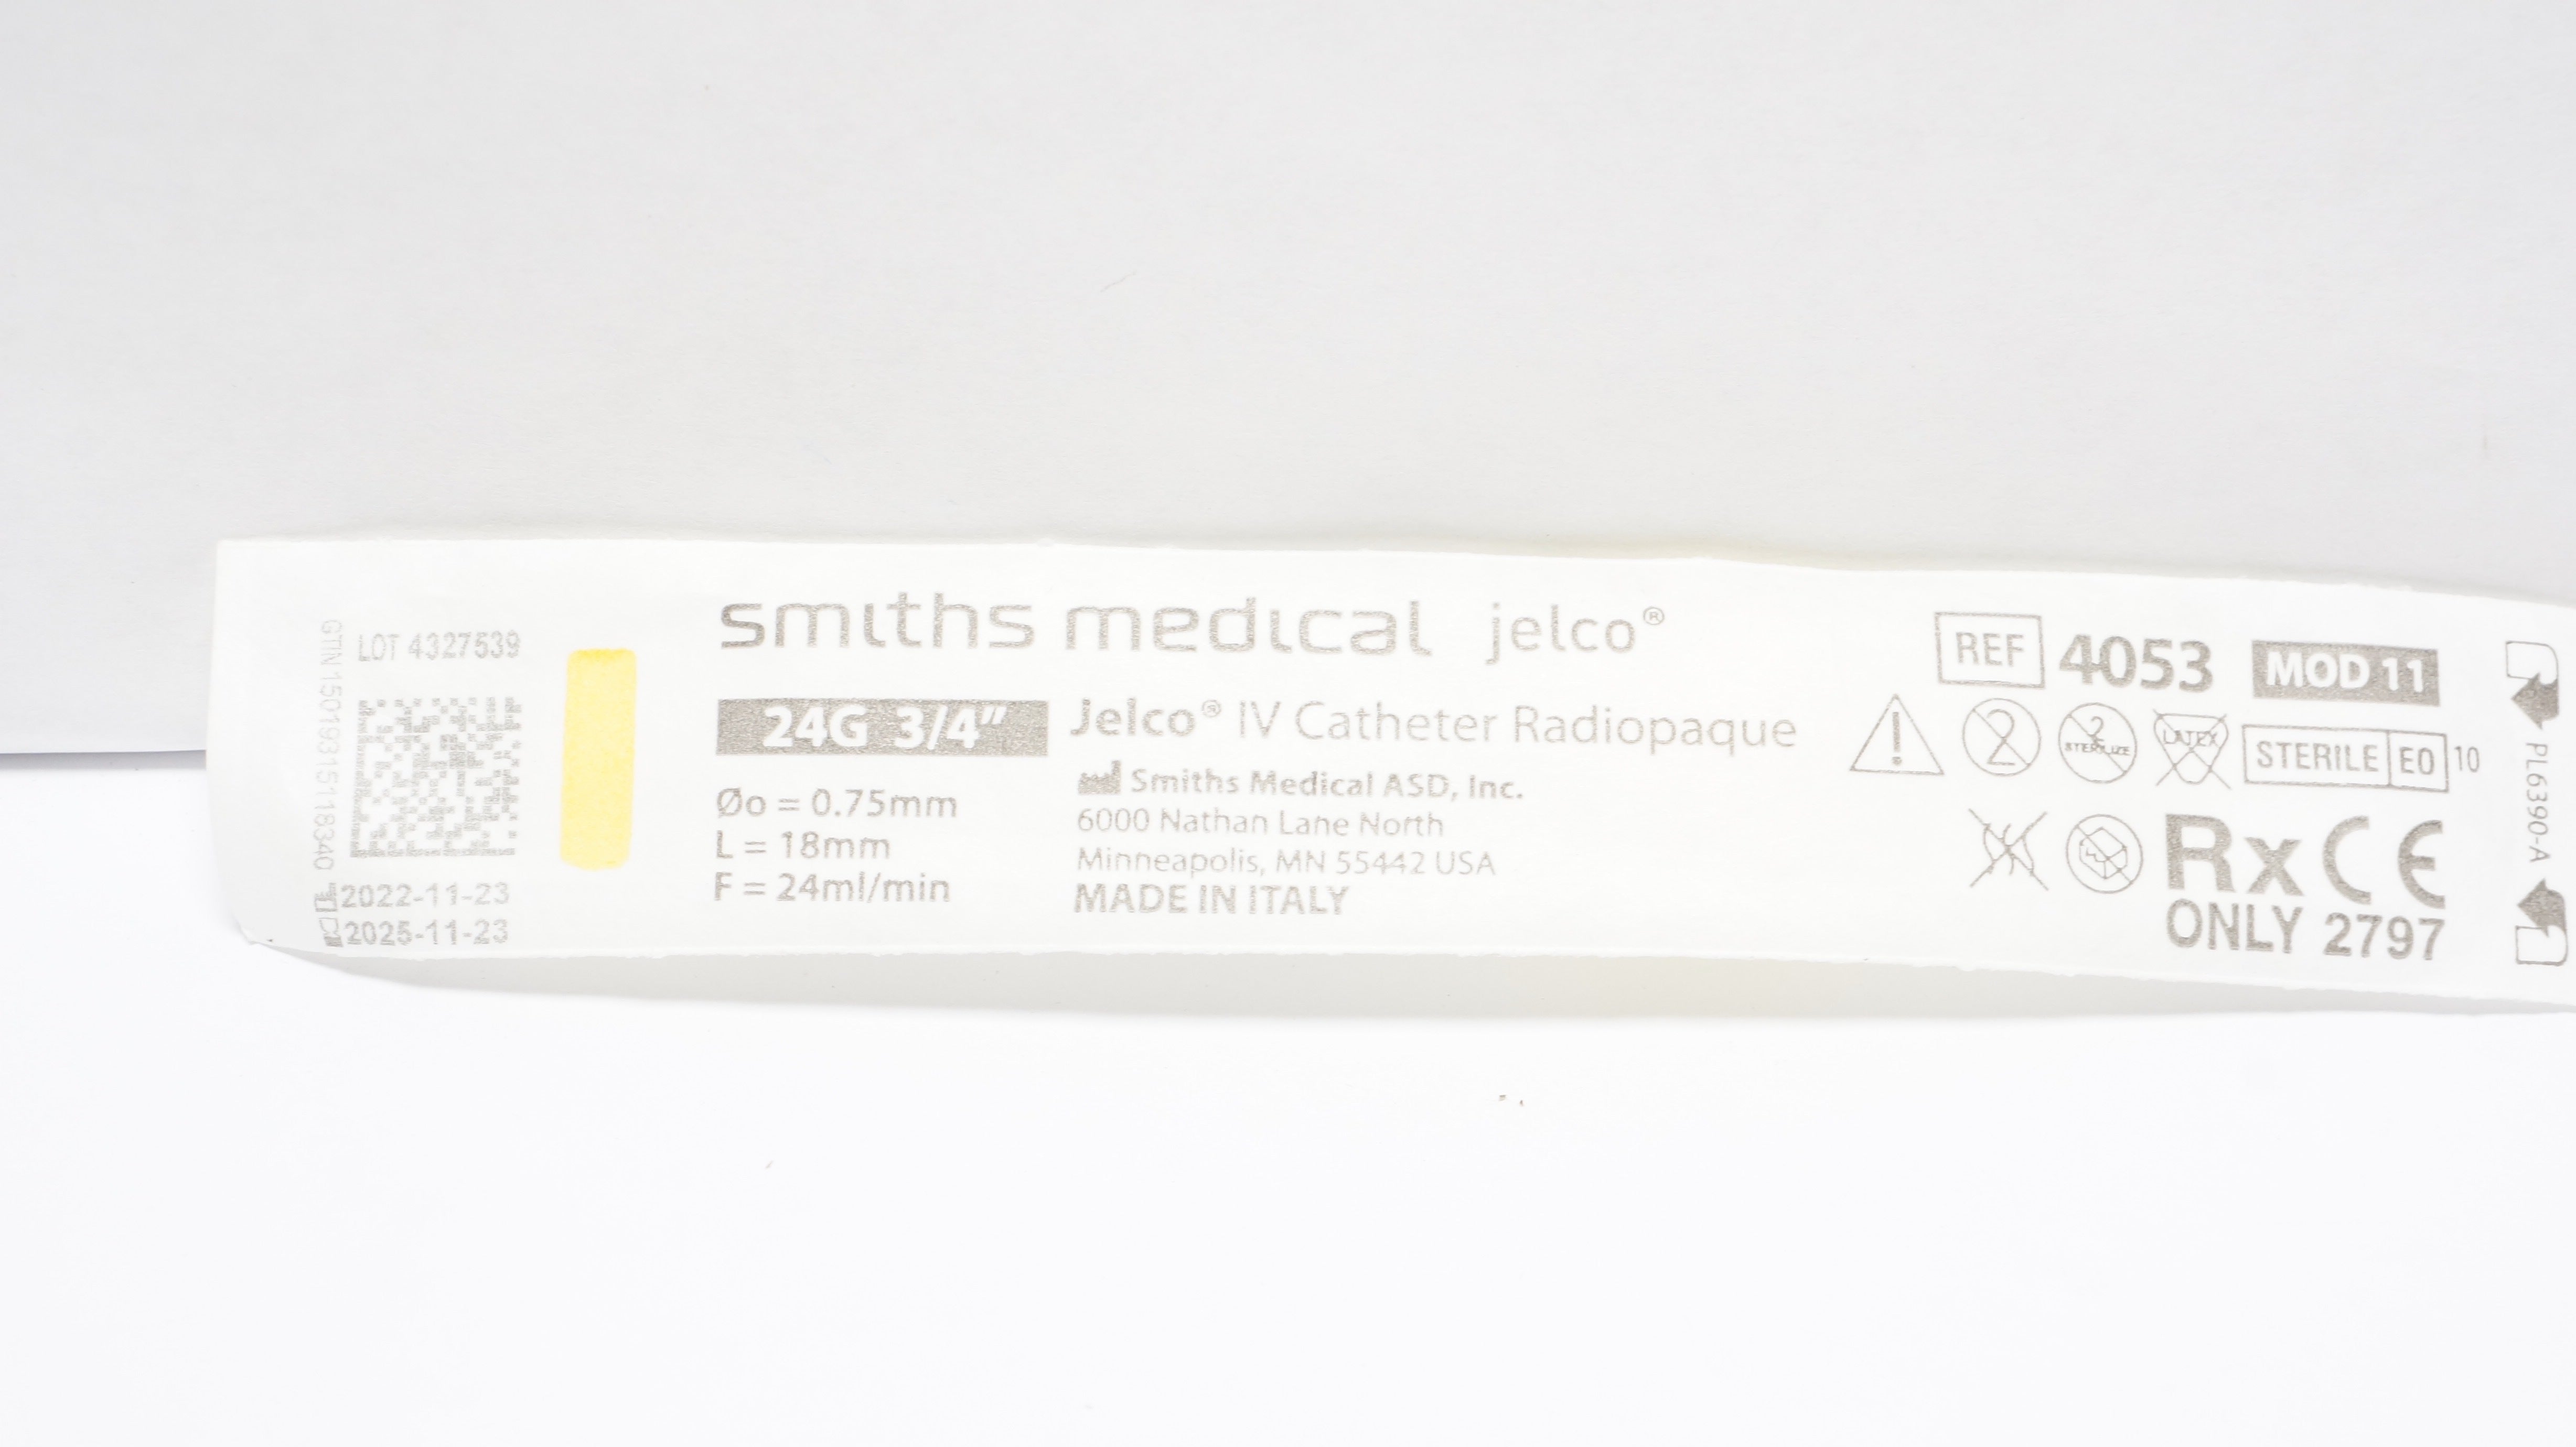 GTIN 15019315118340
LOT 4327539
2022-11-23
2025-11-23
smiths medical jelco®
24G 3/4"
Jelco® IV Catheter Radiopaque
Øo = 0.75mm
L = 18mm
F = 24ml/min
Smiths Medical ASD, Inc.
6000 Nathan Lane North
Minneapolis, MN 55442 USA
MADE IN ITALY
REF 4053 MOD 11
2 2 STERILIZE LATEX STERILE EO 10
Rx CE
ONLY 2797
PL6390-A